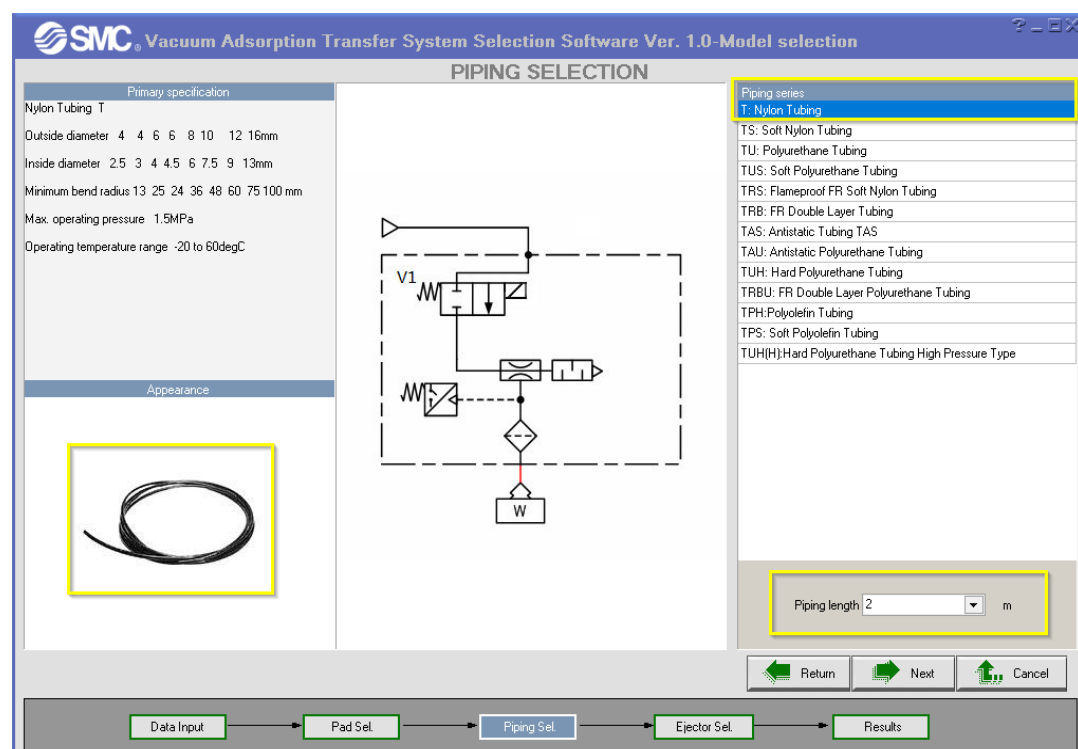 SMC® Vacuum Adsorption Transfer System Selection Software Ver. 1.0-Model selection
PIPING SELECTION
Primary specification
Nylon Tubing T
Outside diameter 4 4 6 6 8 10 12 16mm
Inside diameter 2.5 3 4 4.5 6 7.5 9 13mm
Minimum bend radius 13 25 24 36 48 60 75 100 mm
Max. operating pressure 1.5MPa
Operating temperature range -20 to 60degC
Appearance
V1
W
Piping series
T: Nylon Tubing
TS: Soft Nylon Tubing
TU: Polyurethane Tubing
TUS: Soft Polyurethane Tubing
TRS: Flameproof FR Soft Nylon Tubing
TRB: FR Double Layer Tubing
TAS: Antistatic Tubing TAS
TAU: Antistatic Polyurethane Tubing
TUH: Hard Polyurethane Tubing
TRBU: FR Double Layer Polyurethane Tubing
TPH:Polyolefin Tubing
TPS: Soft Polyolefin Tubing
TUH(H):Hard Polyurethane Tubing High Pressure Type
Piping length 2 m
Return Next Cancel
Data Input Pad Sel. Piping Sel. Ejector Sel. Results